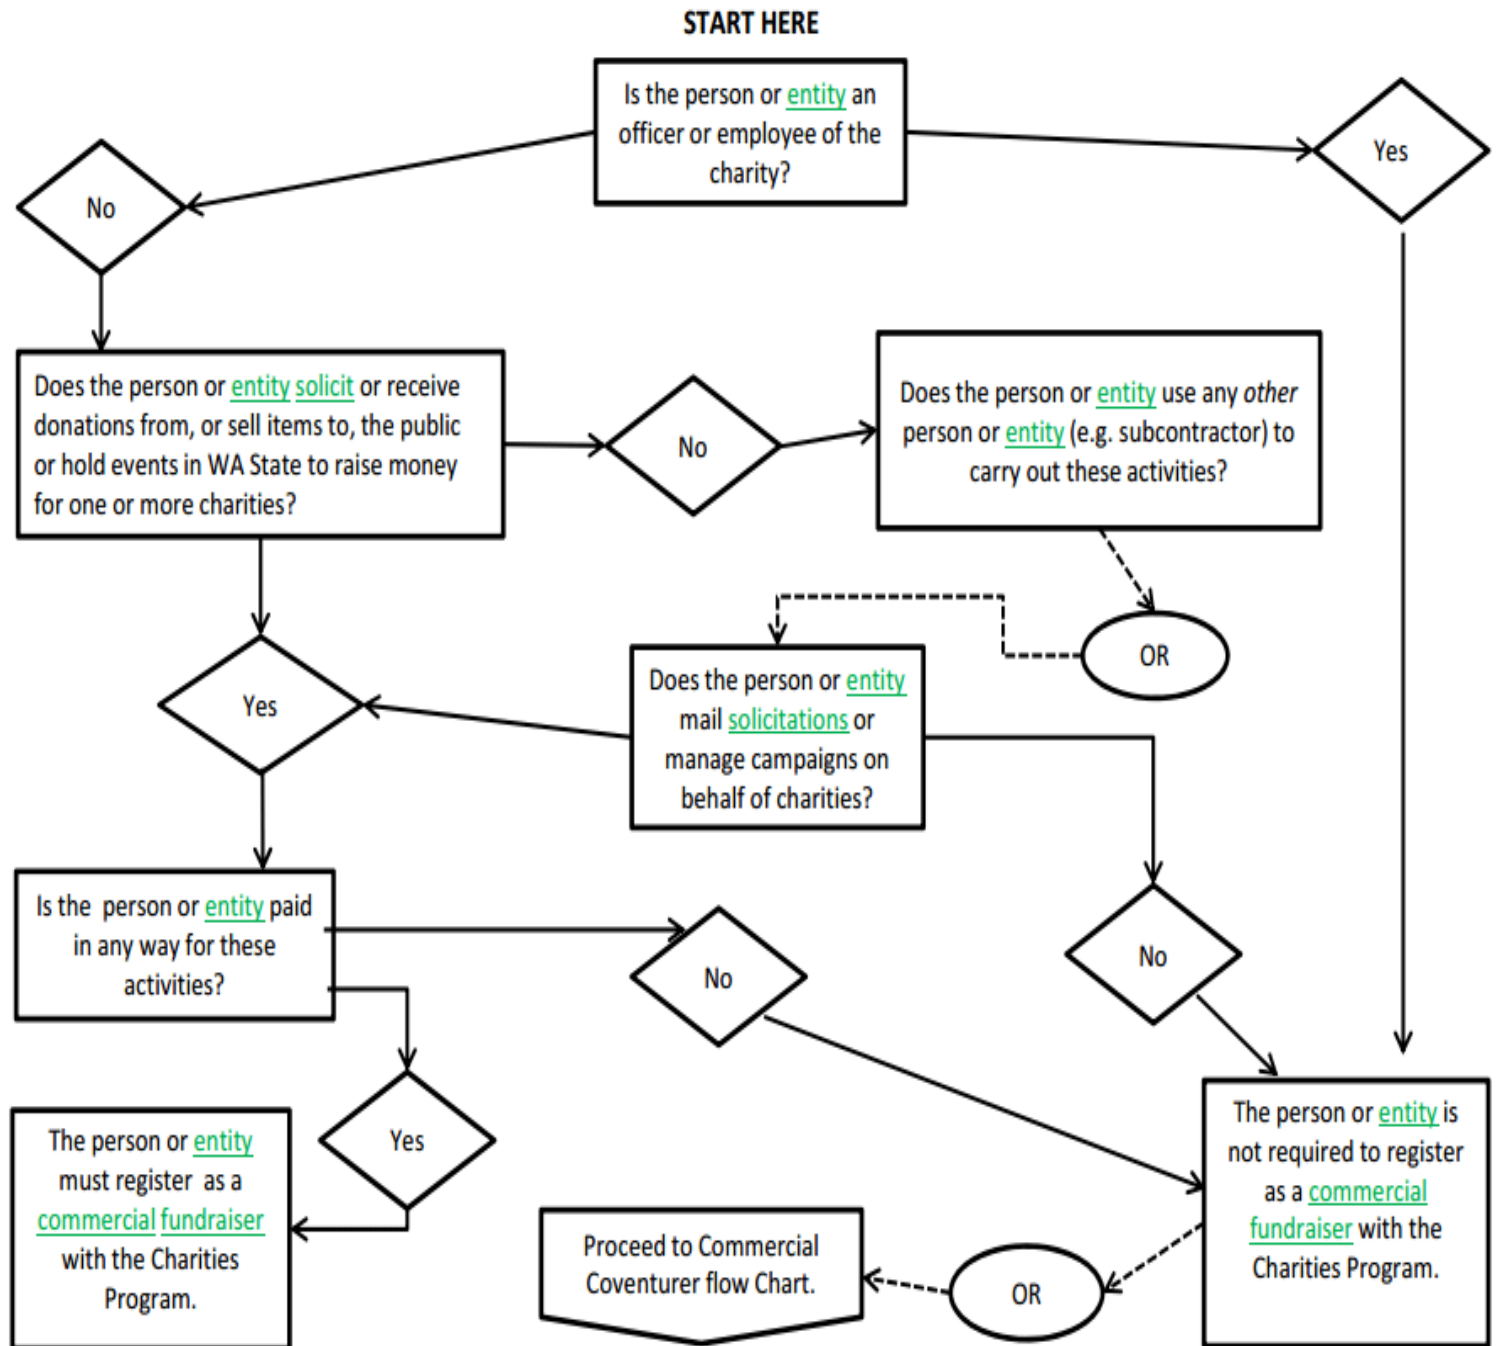 START HERE
Is the person or entity an
officer or employee of the
charity?
Yes
No
Does the person or entity solicit or receive
donations from, or sell items to, the public
or hold events in WA State to raise money
for one or more charities?
No
Does the person or entity use any other
person or entity (e.g. subcontractor) to
carry out these activities?
OR
Does the person or entity
mail solicitations or
manage campaigns on
behalf of charities?
Yes
Is the person or entity paid
in any way for these
activities?
No
No
Yes
The person or entity
must register as a
commercial fundraiser
with the Charities
Program.
Proceed to Commercial
Coventurer flow Chart.
OR
The person or entity is
not required to register
as a commercial
fundraiser with the
Charities Program.